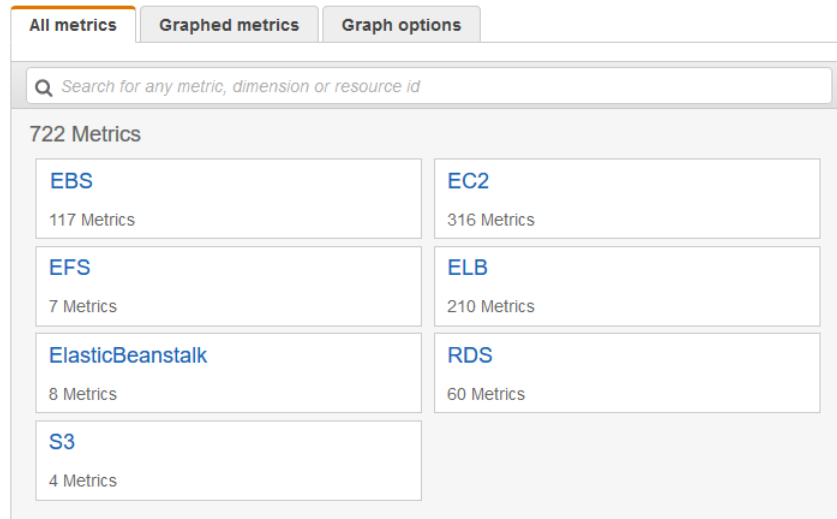 All metrics Graphed metrics Graph options
Search for any metric, dimension or resource id
722 Metrics
EBS
117 Metrics
EC2
316 Metrics
EFS
7 Metrics
ELB
210 Metrics
ElasticBeanstalk
8 Metrics
RDS
60 Metrics
S3
4 Metrics